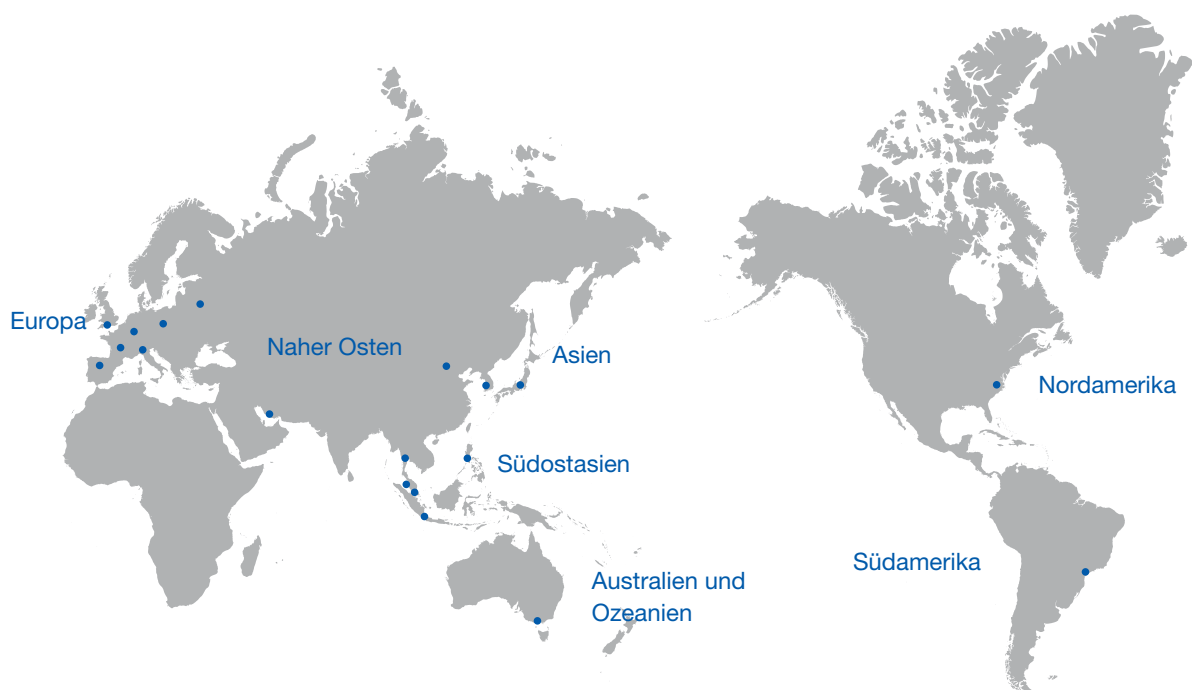 Europa
Naher Osten
Asien
Nordamerika
Südostasien
Südamerika
Australien und
Ozeanien